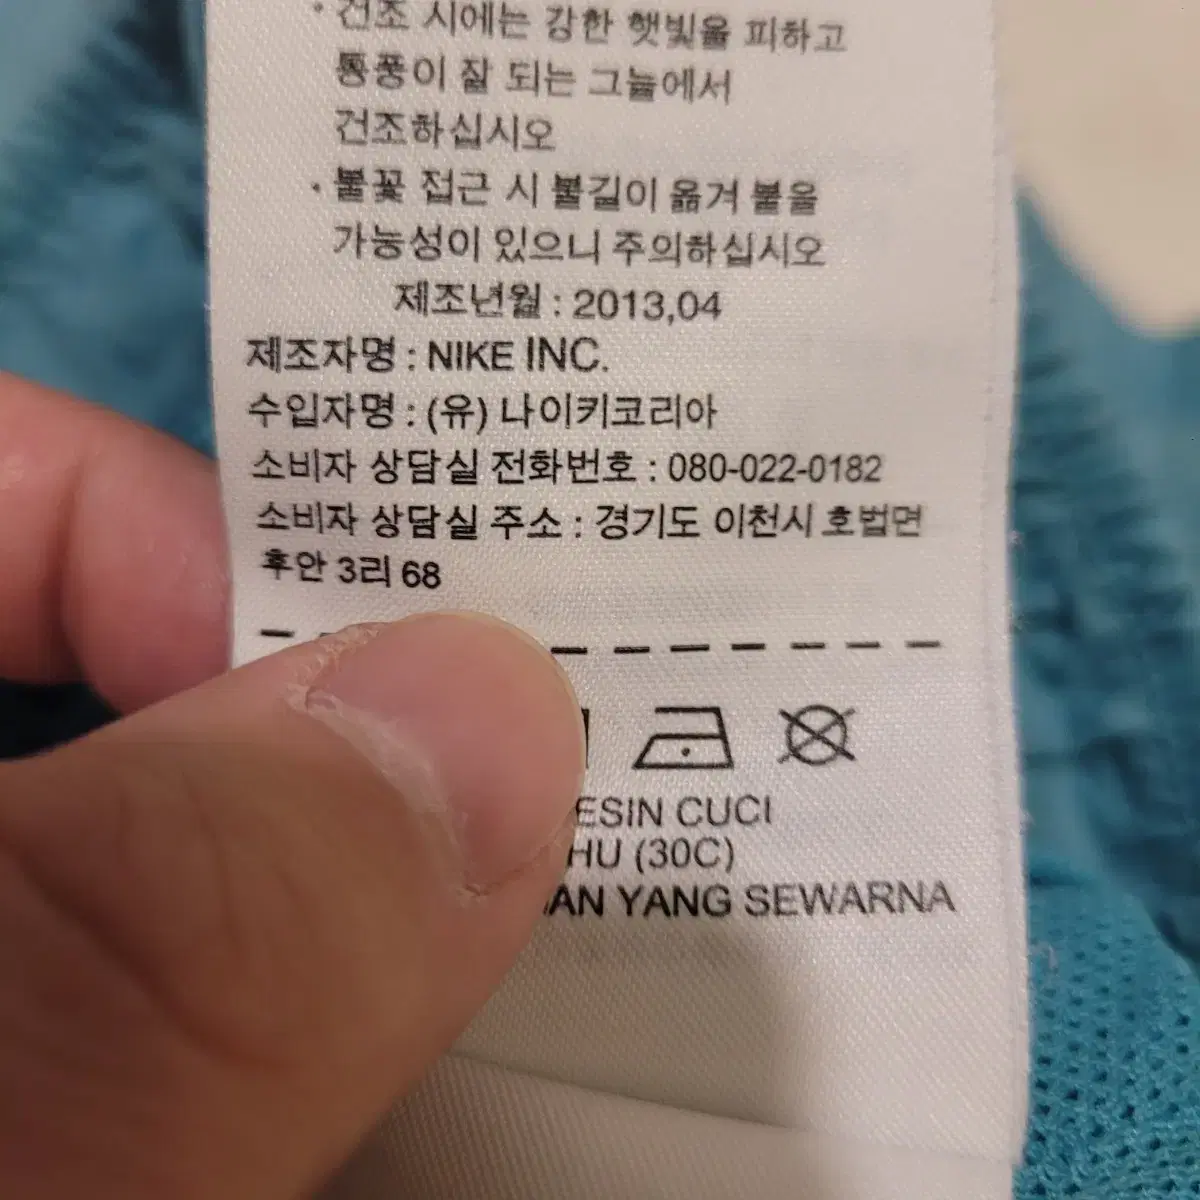 · 건조 시에는 강한 햇빛을 피하고
통풍이 잘 되는 그늘에서
건조하십시오
· 불꽃 접근 시 불길이 옮겨 붙을
가능성이 있으니 주의하십시오
제조년월 : 2013,04
제조자명 : NIKE INC.
수입자명 : (유) 나이키코리아
소비자 상담실 전화번호 : 080-022-0182
소비자 상담실 주소 : 경기도 이천시 호법면
후안 3리 68
CUCI
(30C)
YANG SEWARNA